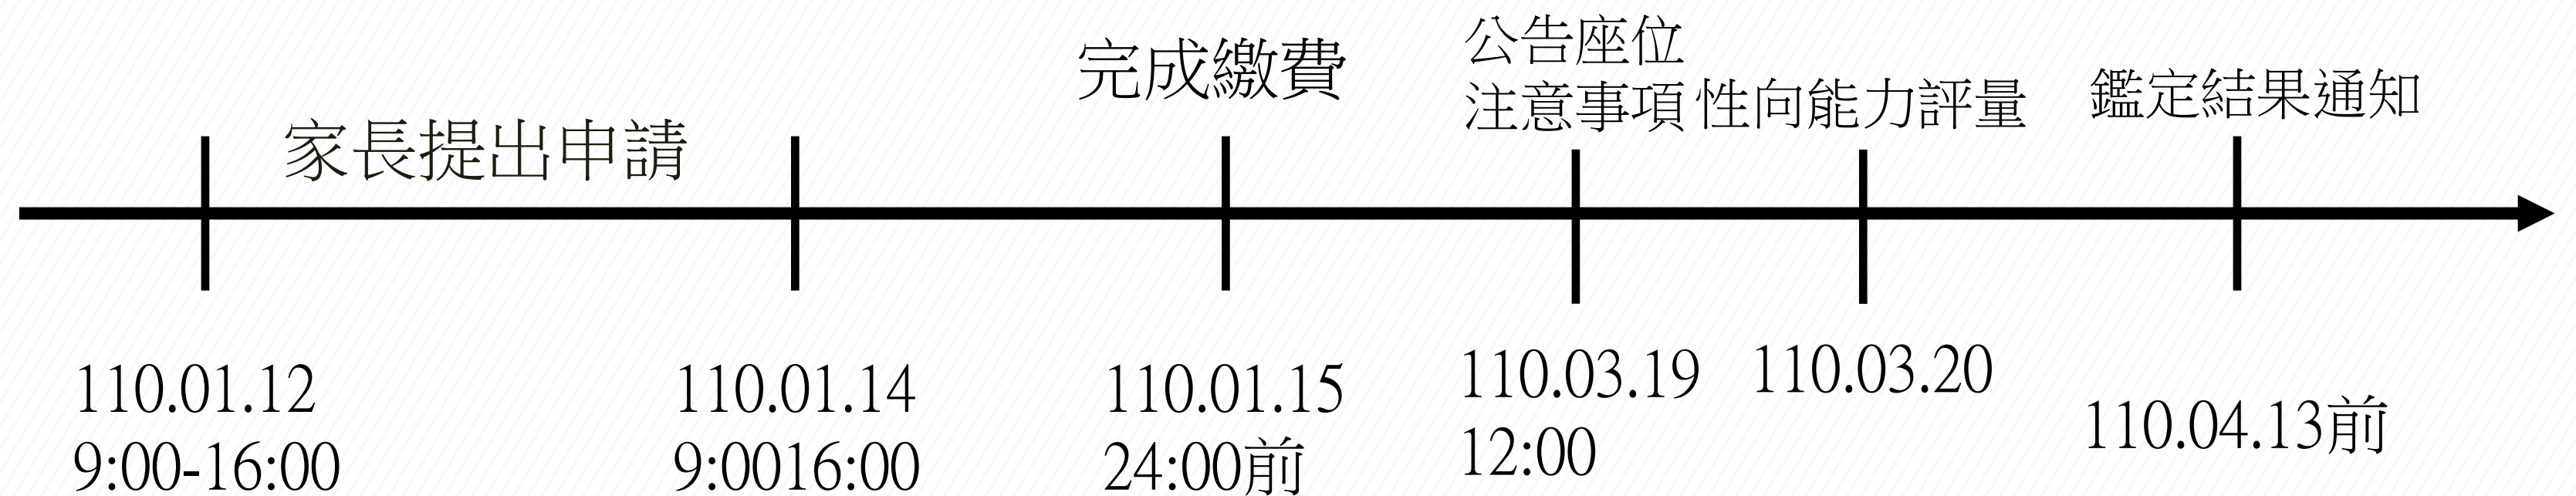 家長提出申請
完成繳費
公告座位
注意事項
性向能力評量
鑑定結果通知
110.01.12
9:00-16:00
110.01.14
9:0016:00
110.01.15
24:00前
110.03.19
12:00
110.03.20
110.04.13前